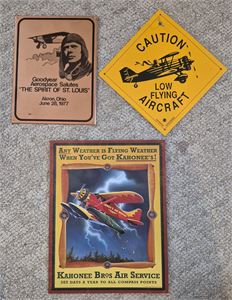 Goodyear
Aerospace Salutes
"THE SPIRIT OF ST. LOUIS"
Akron, Ohio
June 28, 1977
CAUTION
LOW
FLYING
AIRCRAFT
ANY WEATHER IS FLYING WEATHER
WHEN YOU'VE GOT KAHONEE'S!
KAHONEE BROS AIR SERVICE
365 DAYS A YEAR TO ALL COMPASS POINTS